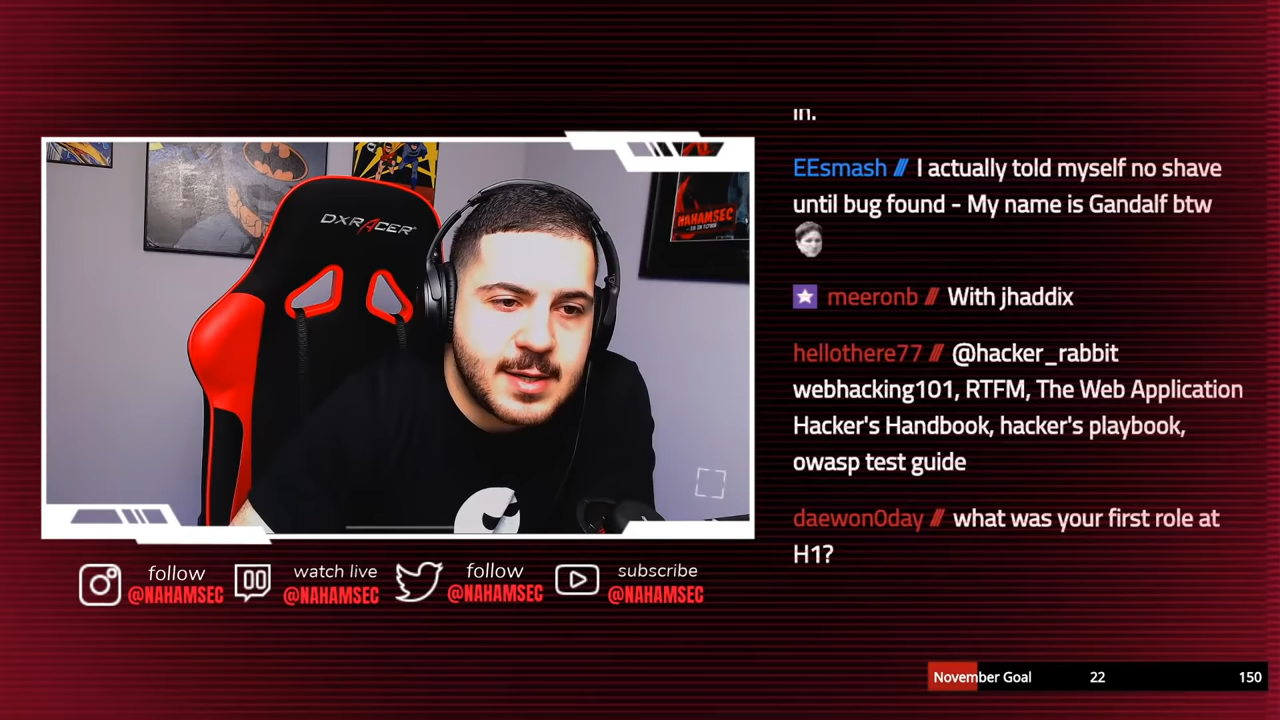 in.
EEsmash /// I actually told myself no shave
until bug found - My name is Gandalf btw
meeronb /// With jhaddix
hellothere77 /// @hacker_rabbit
webhacking101, RTFM, The Web Application
Hacker's Handbook, hacker's playbook,
owasp test guide
daewon0day /// what was your first role at
H1?
DXRACER
NAHAMSEC
follow
@NAHAMSEC
watch live
@NAHAMSEC
follow
@NAHAMSEC
subscribe
@NAHAMSEC
November Goal 22 150